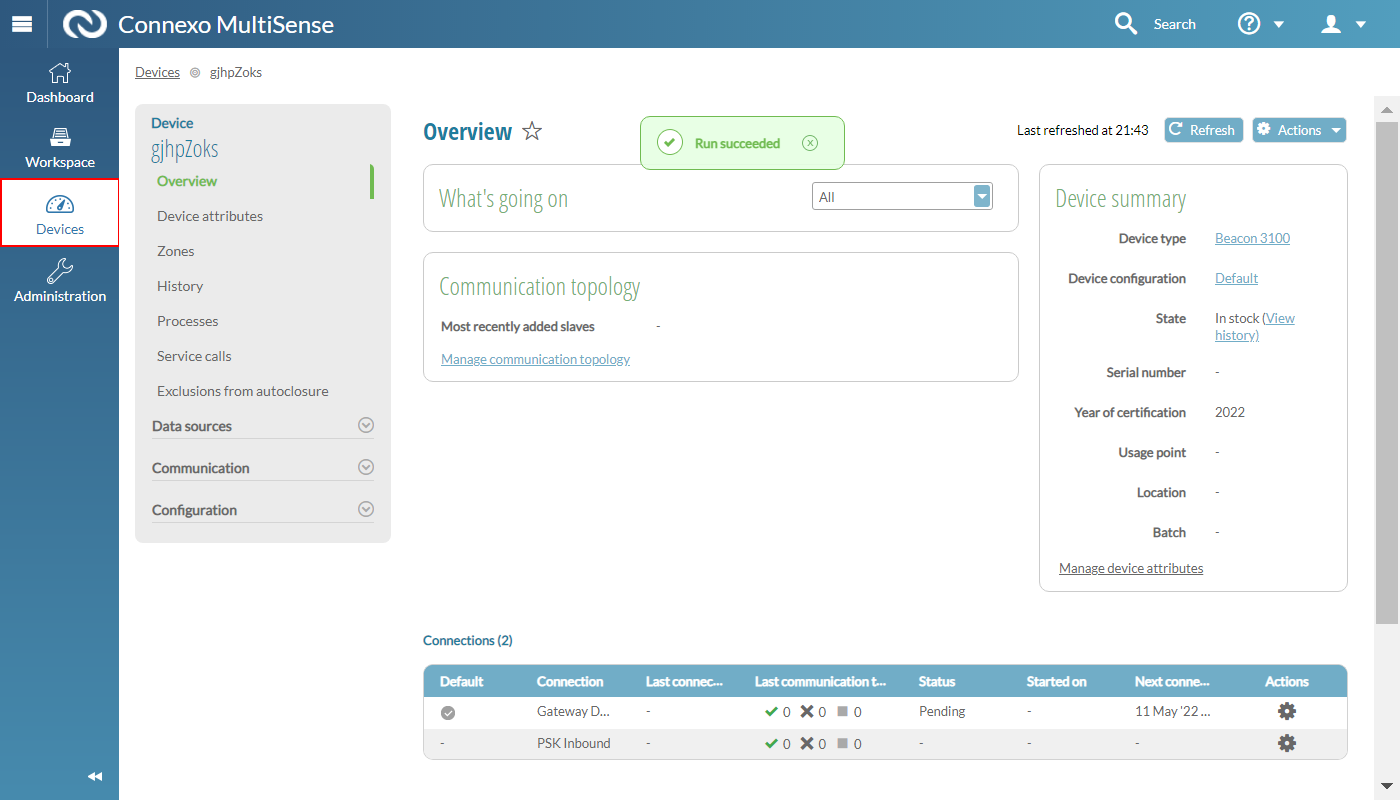 Connexo MultiSense
Search
Dashboard
Workspace
Devices
Administration
Devices gjhpZoks
Device
gjhpZoks
Overview
Device attributes
Zones
History
Processes
Service calls
Exclusions from autoclosure
Data sources
Communication
Configuration
Overview
Run succeeded
Last refreshed at 21:43
Refresh
Actions
What's going on
All
Communication topology
Most recently added slaves -
Manage communication topology
Device summary
Device type Beacon 3100
Device configuration Default
State In stock (View
history)
Serial number -
Year of certification 2022
Usage point -
Location -
Batch -
Manage device attributes
Connections (2)
Default Connection Last connec... Last communication t... Status Started on Next conne... Actions
Gateway D... - 0 0 0 Pending - 11 May '22 ...
- PSK Inbound - 0 0 0 - - -